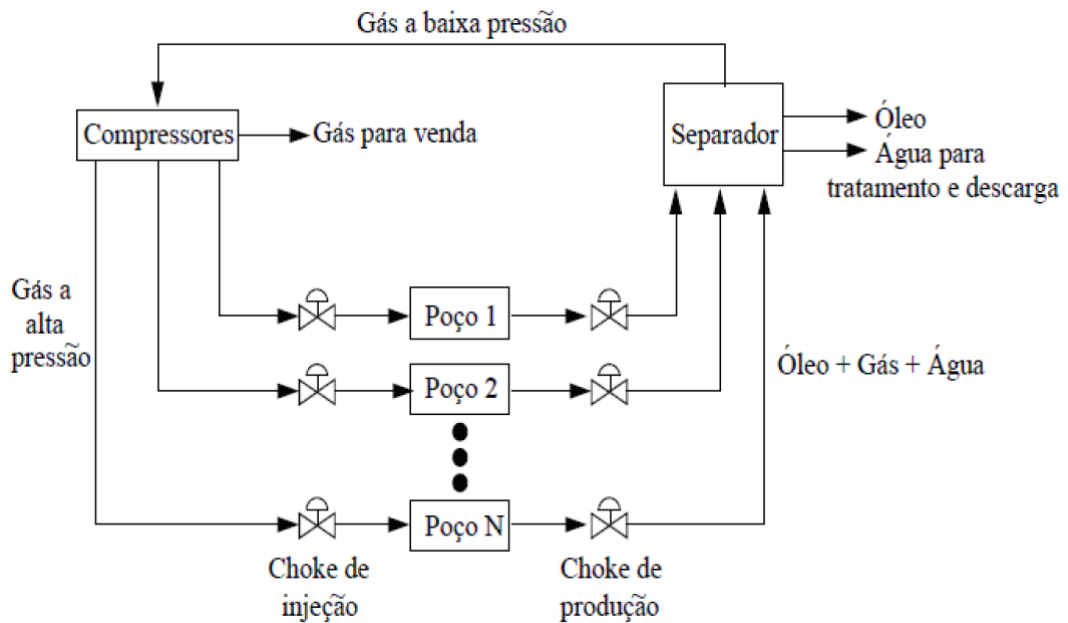 Gás a baixa pressão
Compressores
Gás para venda
Separador
Óleo
Água para
tratamento e descarga
Gás a
alta
pressão
Poço 1
Poço 2
Óleo + Gás + Água
Poço N
Choke de
injeção
Choke de
produção